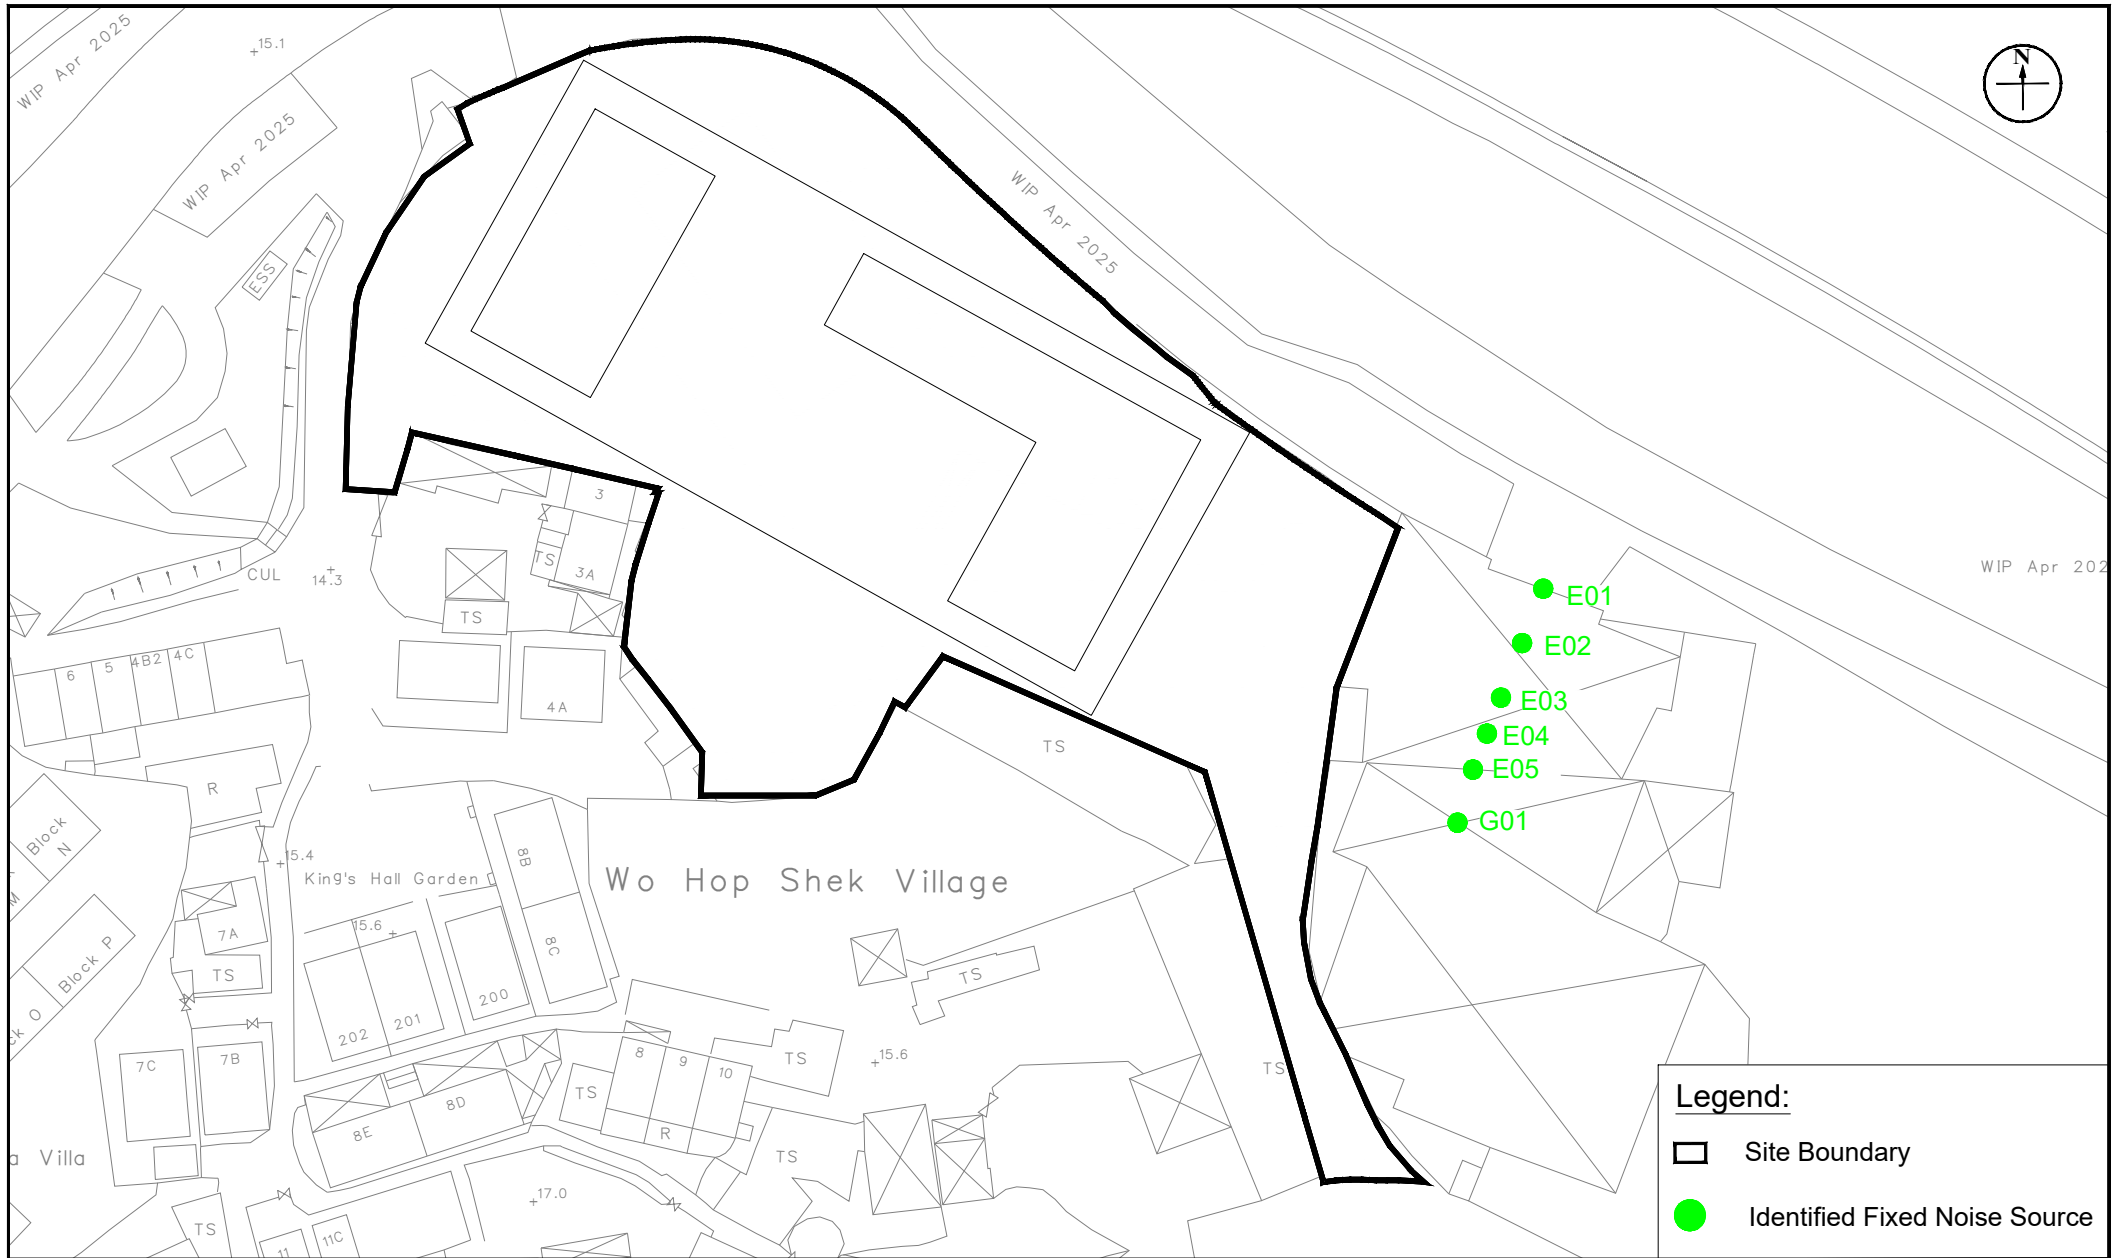 WIP Apr 2025
15.1
N
WIP Apr 2025
WIP Apr 2025
ESS
3
TS
3A
CUL
14.3
TS
WIP Apr 202
E01
E02
E03
E04
E05
G01
6
5
4B2
4C
4A
TS
R
Block
N
15.4
King's Hall Garden
8B
Wo Hop Shek Village
M
Block P
15.6
7A
8C
TS
TS
200
ck O
202
201
7C
7B
8
9
10
TS
15.6
TS
TS
8D
8E
R
a Villa
TS
17.0
TS
11
11C
Legend:
Site Boundary
Identified Fixed Noise Source